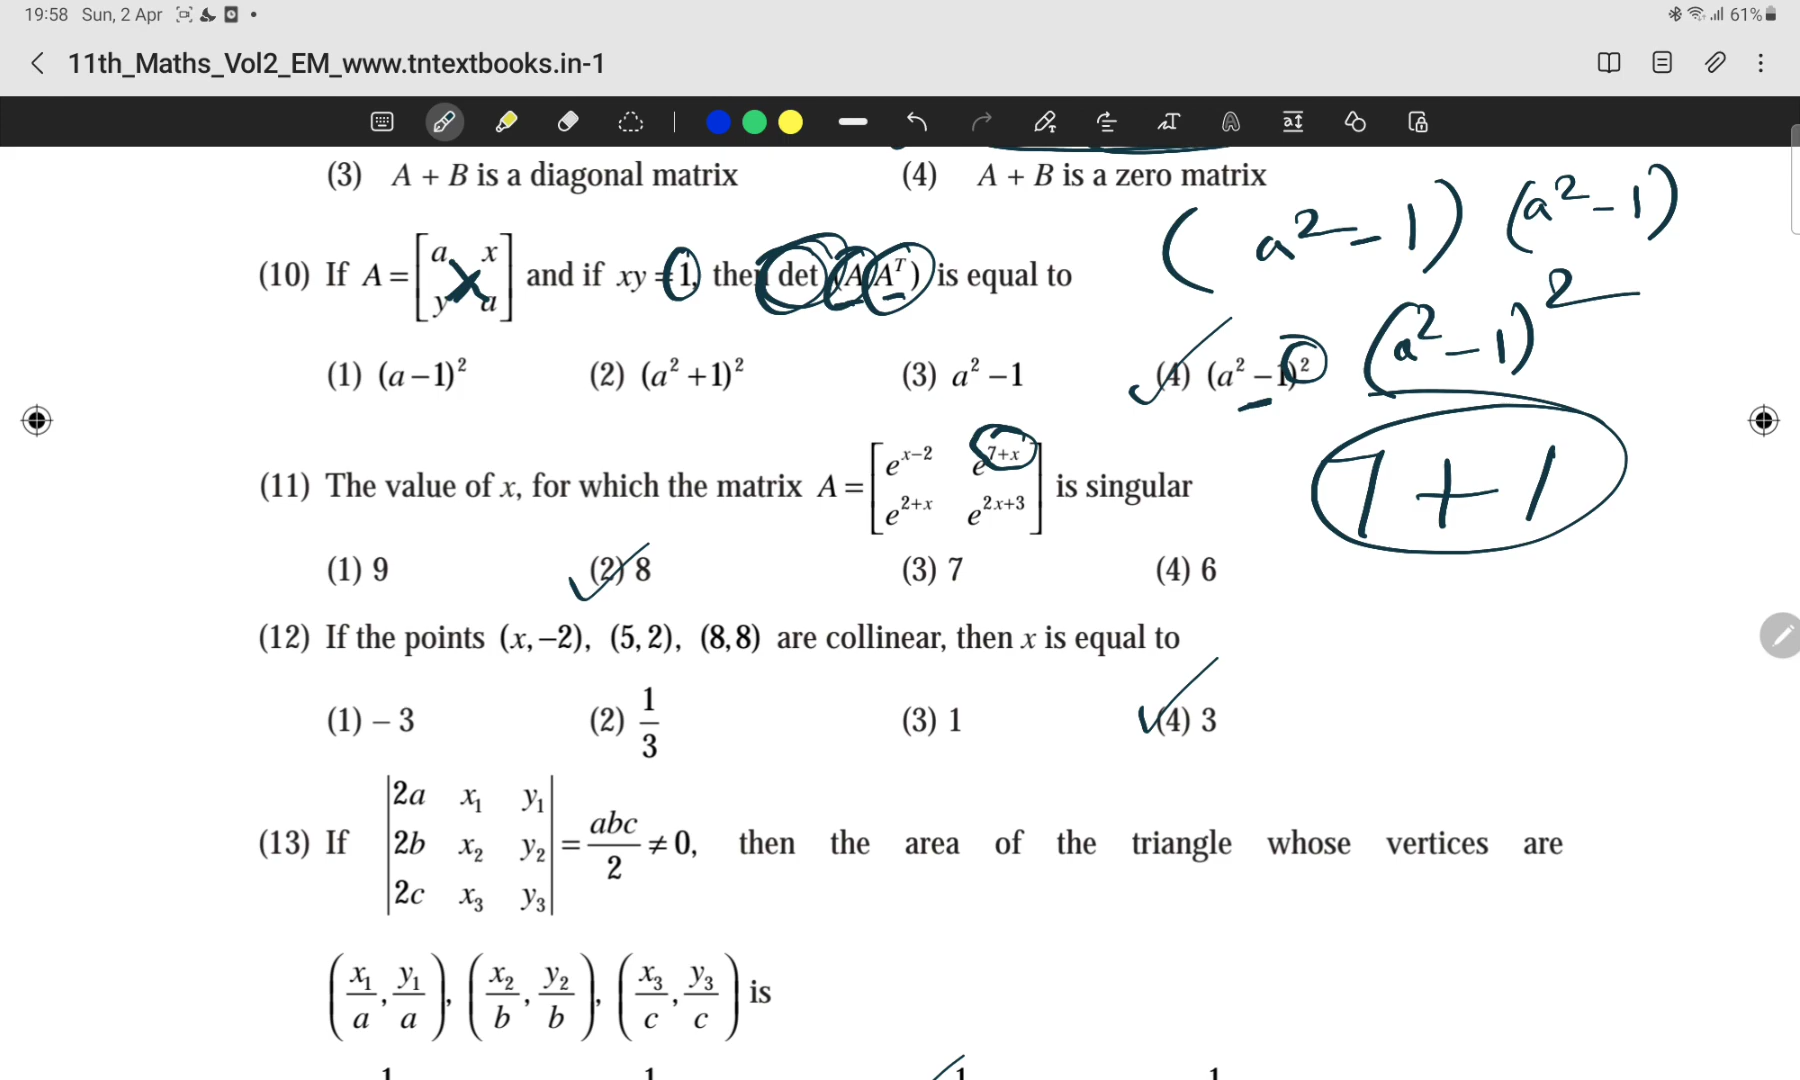 19:58 Sun, 2 Apr 61%
11th_Maths_Vol2_EM_www.tntextbooks.in-1
(3) A + B is a diagonal matrix (4) A + B is a zero matrix
(a²-1) (a²-1)
(10) If A = [a x; y a] and if xy = 1, then det (A Aᵀ) is equal to
(a²-1)²
(1) (a−1)² (2) (a²+1)² (3) a²−1 (4) (a²−1)²
7+1
(11) The value of x, for which the matrix A = [e^(x−2) e^(7+x); e^(2+x) e^(2x+3)] is singular
(1) 9 (2) 8 (3) 7 (4) 6
(12) If the points (x,−2), (5,2), (8,8) are collinear, then x is equal to
(1) – 3 (2) 1/3 (3) 1 (4) 3
(13) If |2a x₁ y₁; 2b x₂ y₂; 2c x₃ y₃| = abc/2 ≠ 0, then the area of the triangle whose vertices are
(x₁/a, y₁/a), (x₂/b, y₂/b), (x₃/c, y₃/c) is
1 1 1 1